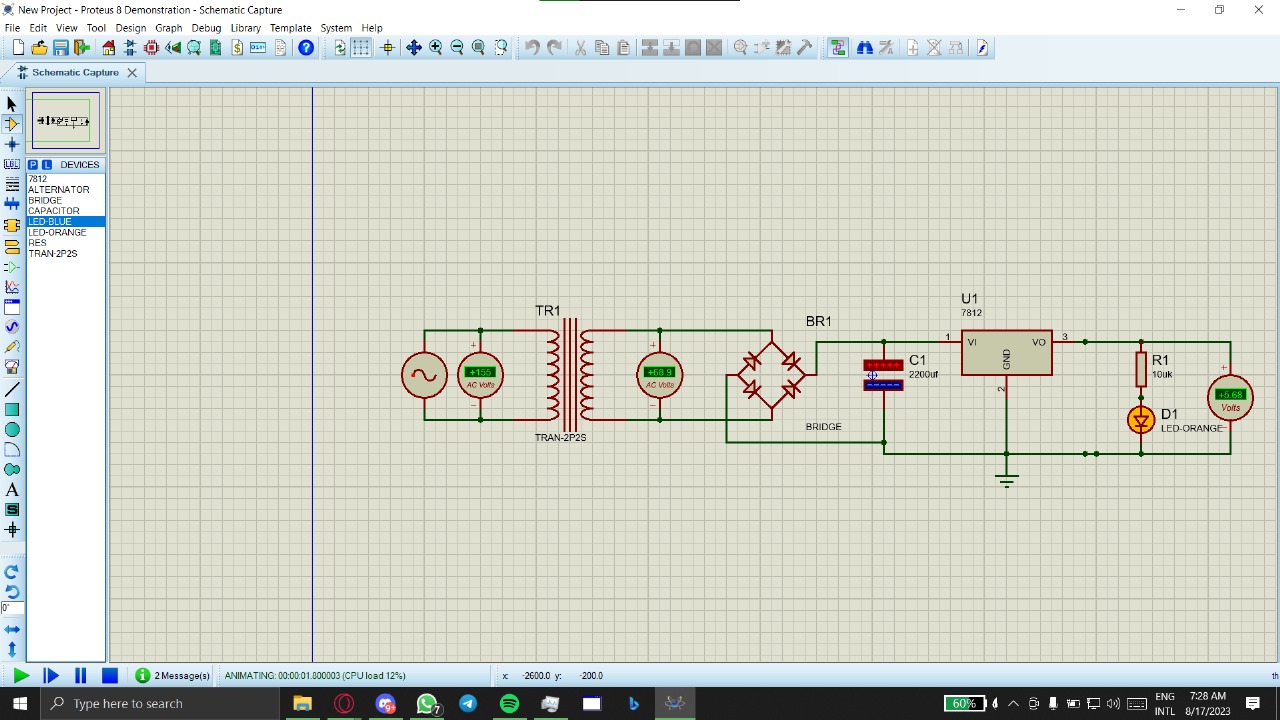 New Project - Proteus 8 Demonstration - Schematic Capture
File Edit View Tool Design Graph Debug Library Template System Help
Schematic Capture
P L DEVICES
7812
ALTERNATOR
BRIDGE
CAPACITOR
LED-BLUE
LED-ORANGE
RES
TRAN-2P2S
LBL
A
S
0°
TR1
TRAN-2P2S
+155
AC Volts
+68.9
AC Volts
BR1
BRIDGE
C1
2200uf
U1
7812
1 VI VO 3
GND
2
R1
10uk
D1
LED-ORANGE
+5.68
Volts
2 Message(s)
ANIMATING: 00:00:01.800003 (CPU load 12%)
x: -2600.0 y: -200.0
th
Type here to search
7
60%
ENG
INTL
7:28 AM
8/17/2023